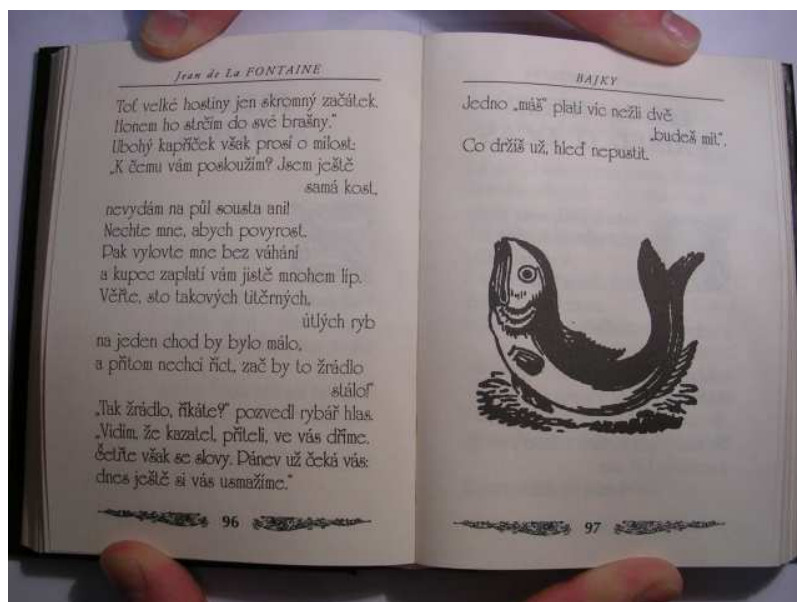 Jean de La FONTAINE
Toť velké hostiny jen skromný začátek.
Honem ho strčím do své brašny."
Ubohý kapříček však prosí o milost:
„K čemu vám posloužím? Jsem ještě
samá kost,
nevydám na půl sousta ani!
Nechte mne, abych povyrost.
Pak vylovte mne bez váhání
a kupec zaplatí vám jistě mnohem líp.
Věřte, sto takových titěrných,
útlých ryb
na jeden chod by bylo málo,
a přitom nechci říct, zač by to žrádlo
stálo!"
„Tak žrádlo, říkáte?" pozvedl rybář hlas.
„Vidím, že kazatel, příteli, ve vás dříme.
Šetřte však se slovy. Pánev už čeká vás:
dnes ještě si vás usmažíme."
96
BAJKY
Jedno „máš" platí víc nežli dvě
„budeš mít".
Co držíš už, hleď nepustit.
97